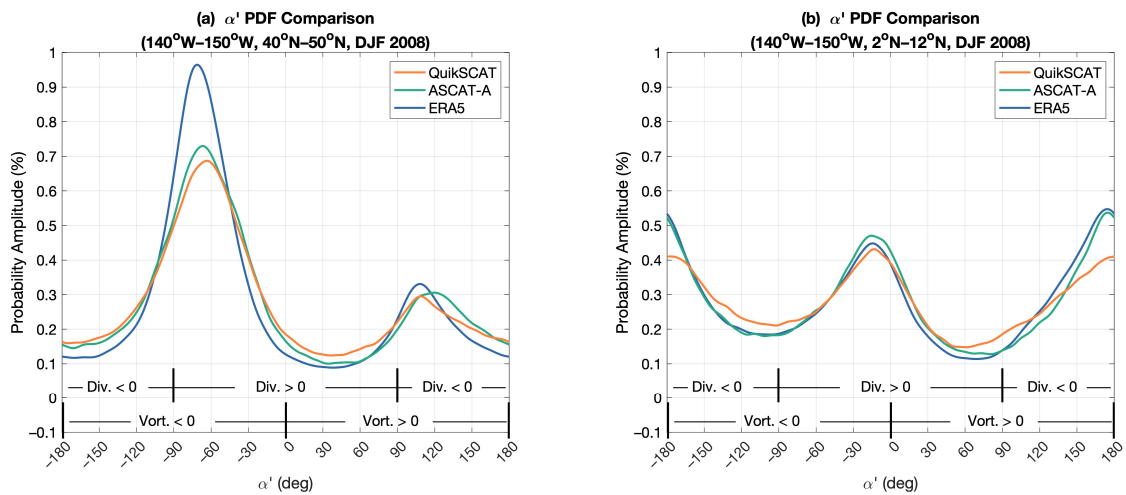 (a) α' PDF Comparison
(140°W–150°W, 40°N–50°N, DJF 2008)
Probability Amplitude (%)
1
0.9
0.8
0.7
0.6
0.5
0.4
0.3
0.2
0.1
0
−0.1
QuikSCAT
ASCAT-A
ERA5
Div. < 0
Div. > 0
Div. < 0
Vort. < 0
Vort. > 0
−180
−150
−120
−90
−60
−30
0
30
60
90
120
150
180
α' (deg)
(b) α' PDF Comparison
(140°W–150°W, 2°N–12°N, DJF 2008)
Probability Amplitude (%)
1
0.9
0.8
0.7
0.6
0.5
0.4
0.3
0.2
0.1
0
−0.1
QuikSCAT
ASCAT-A
ERA5
Div. < 0
Div. > 0
Div. < 0
Vort. < 0
Vort. > 0
−180
−150
−120
−90
−60
−30
0
30
60
90
120
150
180
α' (deg)